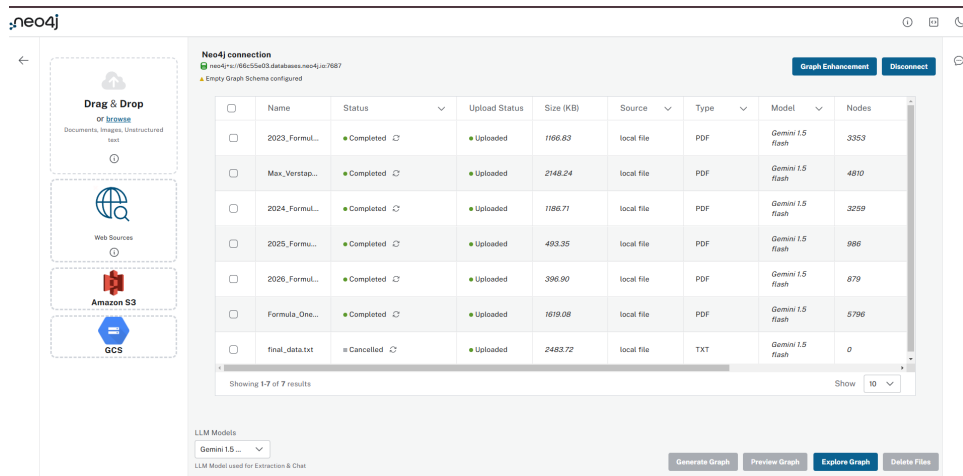 neo4j
Neo4j connection
neo4j+s://66c55e03.databases.neo4j.io:7687
Empty Graph Schema configured
Graph Enhancement
Disconnect
Drag & Drop
or browse
Documents, Images, Unstructured
text
Web Sources
Amazon S3
GCS
Name Status Upload Status Size (KB) Source Type Model Nodes
2023_Formul... Completed Uploaded 1166.83 local file PDF Gemini 1.5 flash 3353
Max_Verstap... Completed Uploaded 2148.24 local file PDF Gemini 1.5 flash 4810
2024_Formul... Completed Uploaded 1186.71 local file PDF Gemini 1.5 flash 3259
2025_Formu... Completed Uploaded 493.35 local file PDF Gemini 1.5 flash 986
2026_Formul... Completed Uploaded 396.90 local file PDF Gemini 1.5 flash 879
Formula_One... Completed Uploaded 1619.08 local file PDF Gemini 1.5 flash 5796
final_data.txt Cancelled Uploaded 2483.72 local file TXT Gemini 1.5 flash 0
Showing 1-7 of 7 results
Show 10
LLM Models
Gemini 1.5 ...
LLM Model used for Extraction & Chat
Generate Graph
Preview Graph
Explore Graph
Delete Files